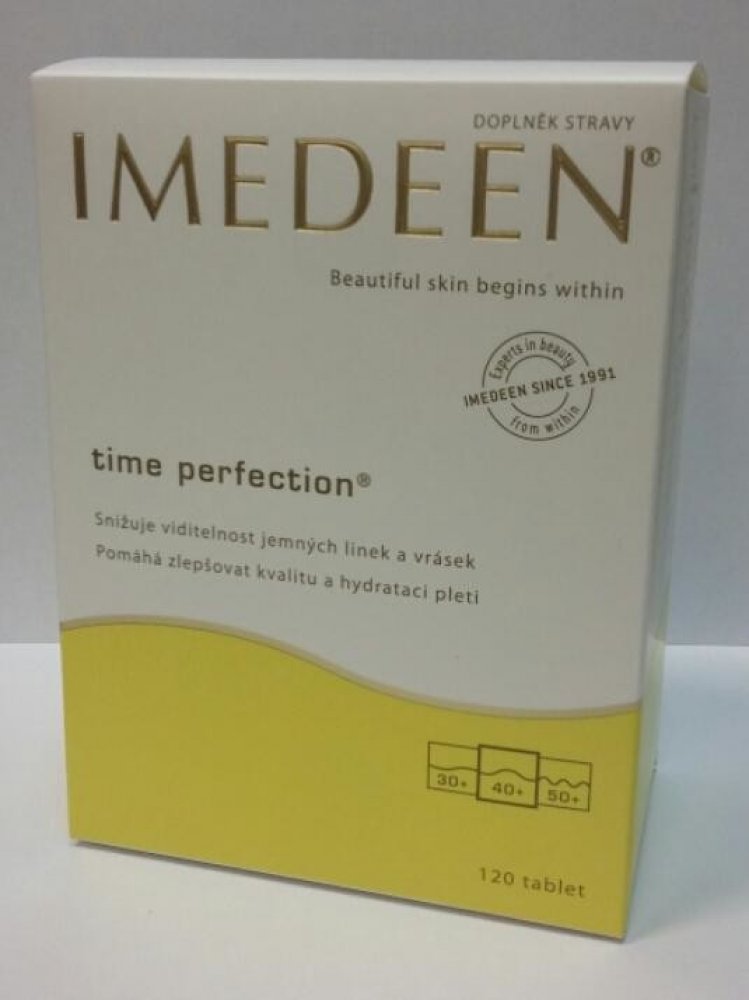 DOPLNĚK STRAVY
IMEDEEN®
Beautiful skin begins within
Experts in beauty
IMEDEEN SINCE 1991
from within
time perfection®
Snižuje viditelnost jemných linek a vrásek
Pomáhá zlepšovat kvalitu a hydrataci pleti
30+ 40+ 50+
120 tablet